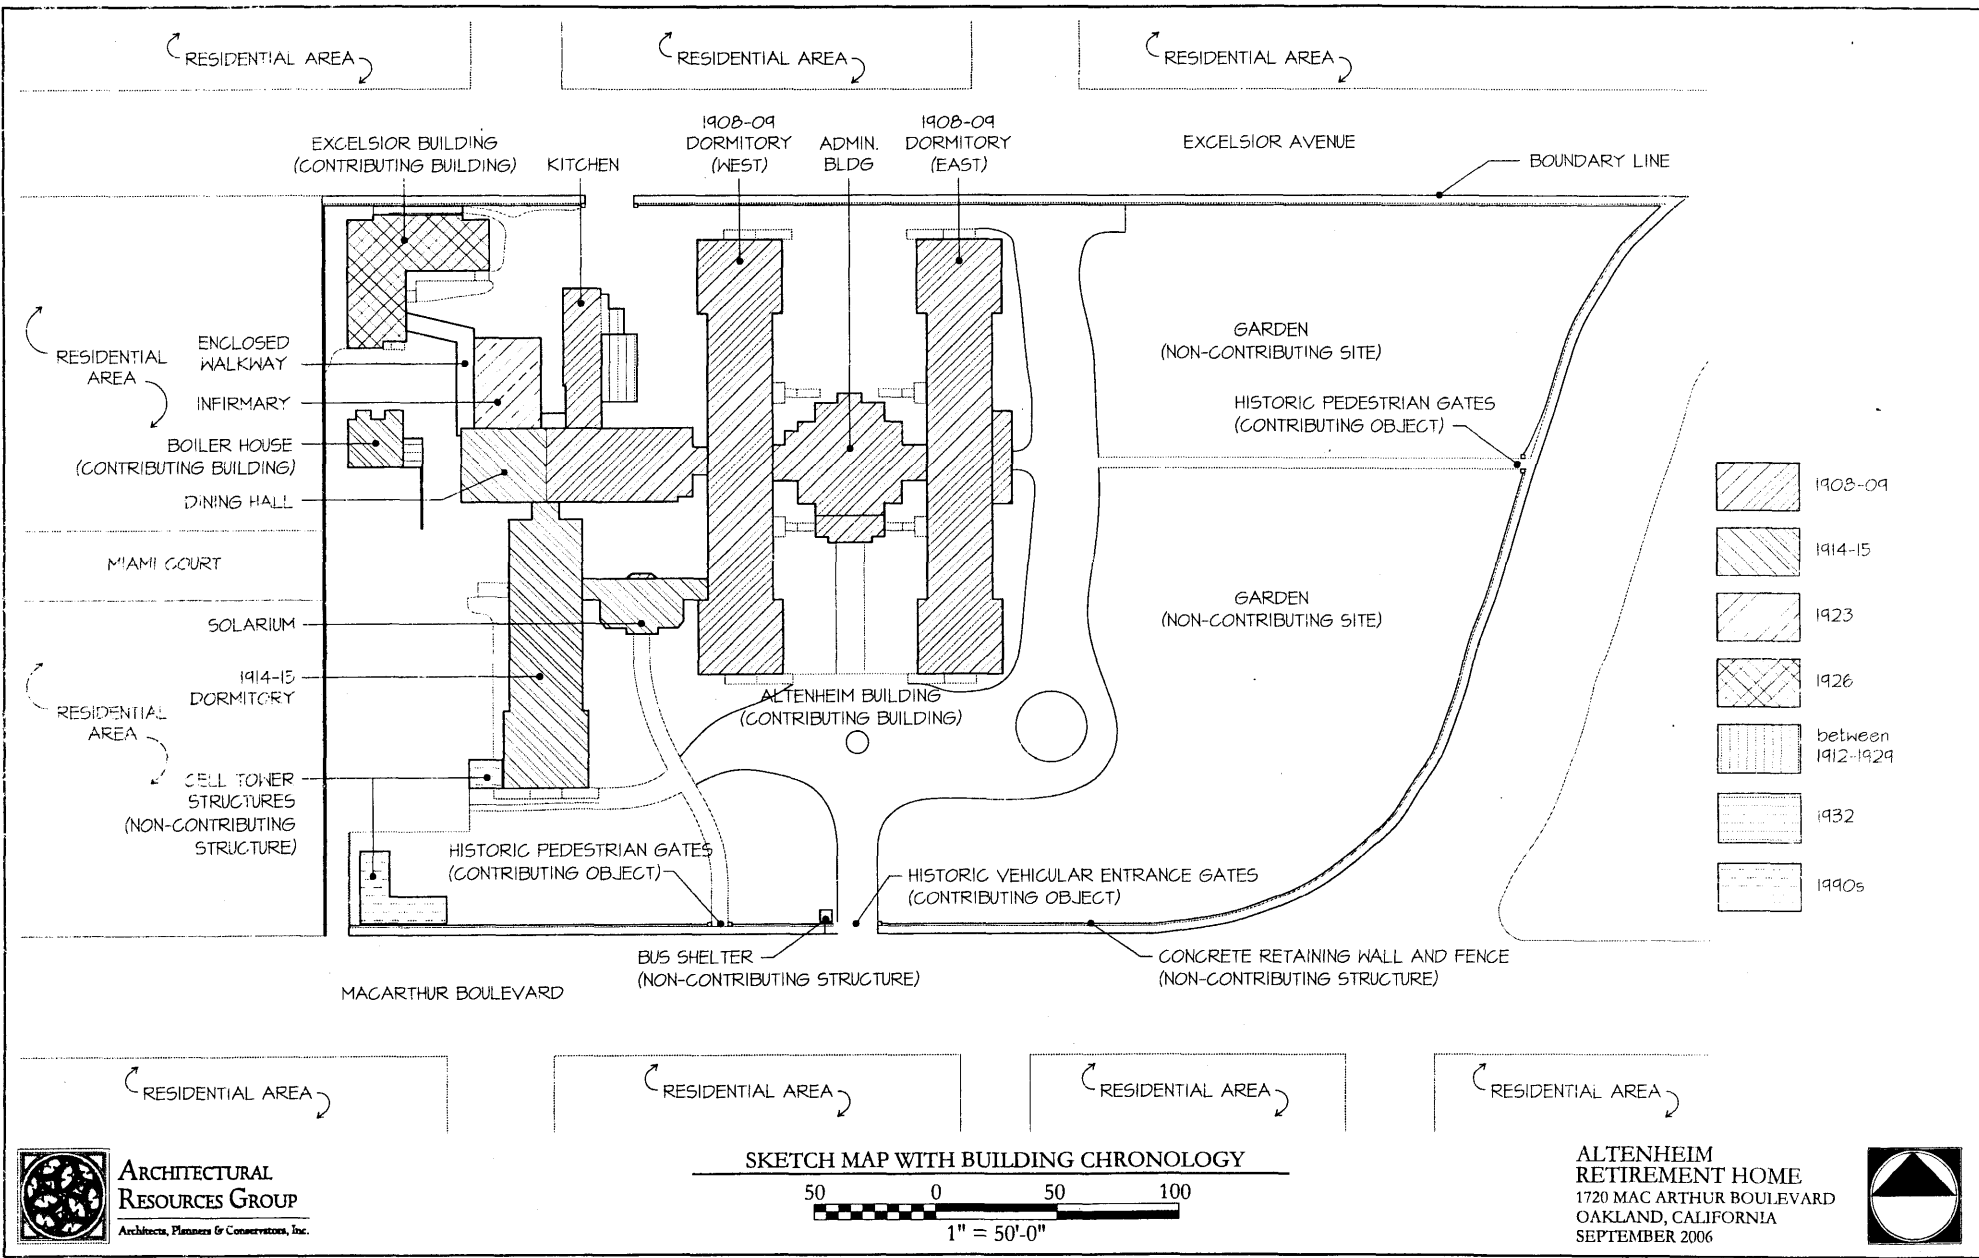 RESIDENTIAL AREA
RESIDENTIAL AREA
RESIDENTIAL AREA
EXCELSIOR BUILDING
(CONTRIBUTING BUILDING)
KITCHEN
1908-09
DORMITORY
(WEST)
ADMIN.
BLDG
1908-09
DORMITORY
(EAST)
EXCELSIOR AVENUE
BOUNDARY LINE
RESIDENTIAL
AREA
ENCLOSED
WALKWAY
INFIRMARY
BOILER HOUSE
(CONTRIBUTING BUILDING)
DINING HALL
MIAMI COURT
SOLARIUM
1914-15
DORMITORY
RESIDENTIAL
AREA
CELL TOWER
STRUCTURES
(NON-CONTRIBUTING
STRUCTURE)
GARDEN
(NON-CONTRIBUTING SITE)
HISTORIC PEDESTRIAN GATES
(CONTRIBUTING OBJECT)
GARDEN
(NON-CONTRIBUTING SITE)
ALTENHEIM BUILDING
(CONTRIBUTING BUILDING)
HISTORIC PEDESTRIAN GATES
(CONTRIBUTING OBJECT)
HISTORIC VEHICULAR ENTRANCE GATES
(CONTRIBUTING OBJECT)
BUS SHELTER
(NON-CONTRIBUTING STRUCTURE)
CONCRETE RETAINING WALL AND FENCE
(NON-CONTRIBUTING STRUCTURE)
MACARTHUR BOULEVARD
1908-09
1914-15
1923
1926
between
1912-1929
1932
1990s
RESIDENTIAL AREA
RESIDENTIAL AREA
RESIDENTIAL AREA
RESIDENTIAL AREA
ARCHITECTURAL
RESOURCES GROUP
Architects, Planners & Conservators, Inc.
SKETCH MAP WITH BUILDING CHRONOLOGY
50 0 50 100
1" = 50'-0"
ALTENHEIM
RETIREMENT HOME
1720 MAC ARTHUR BOULEVARD
OAKLAND, CALIFORNIA
SEPTEMBER 2006